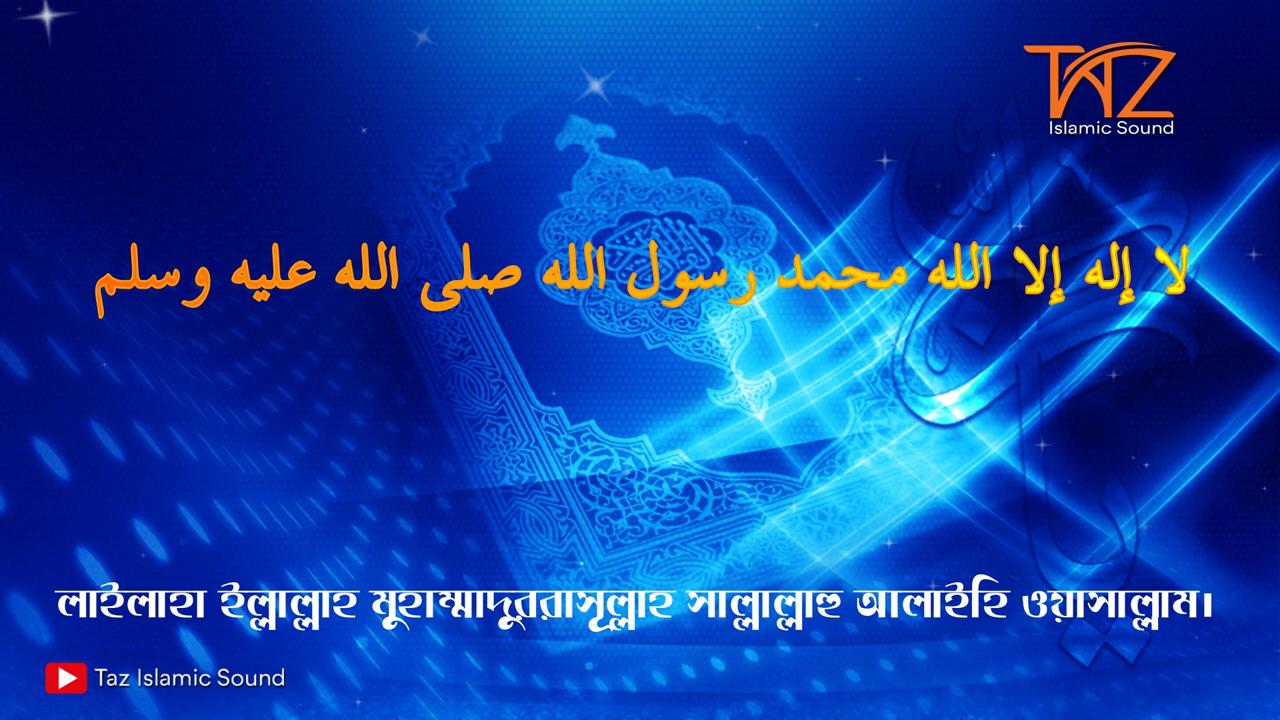 TAZ
Islamic Sound
لا إله إلا الله محمد رسول الله صلى الله عليه وسلم
লাইলাহা ইল্লাল্লাহ মুহাম্মাদুররাসূল্লাহ সাল্লাল্লাহু আলাইহি ওয়াসাল্লাম।
Taz Islamic Sound